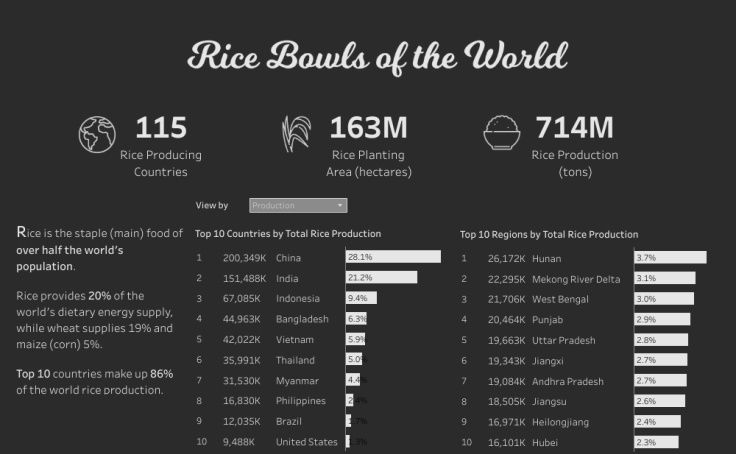 Rice Bowls of the World
115
Rice Producing
Countries
163M
Rice Planting
Area (hectares)
714M
Rice Production
(tons)
View by
Production
Rice is the staple (main) food of
over half the world's
population.
Rice provides 20% of the
world's dietary energy supply,
while wheat supplies 19% and
maize (corn) 5%.
Top 10 countries make up 86%
of the world rice production.
Top 10 Countries by Total Rice Production
1 200,349K China 28.1%
2 151,488K India 21.2%
3 67,085K Indonesia 9.4%
4 44,963K Bangladesh 6.3%
5 42,022K Vietnam 5.9%
6 35,991K Thailand 5.0%
7 31,530K Myanmar 4.4%
8 16,830K Philippines 2.4%
9 12,035K Brazil 1.7%
10 9,488K United States 1.3%
Top 10 Regions by Total Rice Production
1 26,172K Hunan 3.7%
2 22,295K Mekong River Delta 3.1%
3 21,706K West Bengal 3.0%
4 20,464K Punjab 2.9%
5 19,663K Uttar Pradesh 2.8%
6 19,343K Jiangxi 2.7%
7 19,084K Andhra Pradesh 2.7%
8 18,505K Jiangsu 2.6%
9 16,971K Heilongjiang 2.4%
10 16,101K Hubei 2.3%